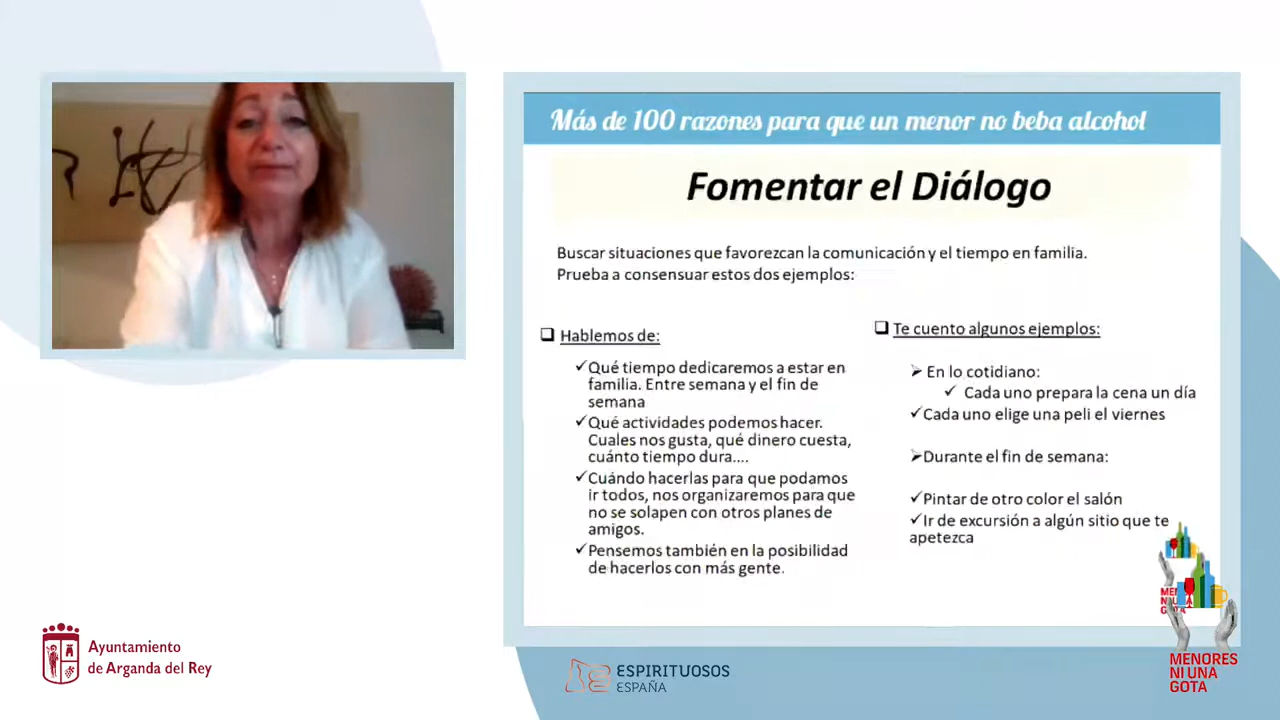 Más de 100 razones para que un menor no beba alcohol
Fomentar el Diálogo
Buscar situaciones que favorezcan la comunicación y el tiempo en familia.
Prueba a consensuar estos dos ejemplos:
❑ Hablemos de:
✓Qué tiempo dedicaremos a estar en
familia. Entre semana y el fin de
semana
✓Qué actividades podemos hacer.
Cuales nos gusta, qué dinero cuesta,
cuánto tiempo dura....
✓Cuándo hacerlas para que podamos
ir todos, nos organizaremos para que
no se solapen con otros planes de
amigos.
✓Pensemos también en la posibilidad
de hacerlos con más gente.
❑ Te cuento algunos ejemplos:
➢ En lo cotidiano:
✓ Cada uno prepara la cena un día
✓Cada uno elige una peli el viernes
➢Durante el fin de semana:
✓Pintar de otro color el salón
✓Ir de excursión a algún sitio que te
apetezca
Ayuntamiento
de Arganda del Rey
ESPIRITUOSOS
ESPAÑA
MENORES
NI UNA
GOTA